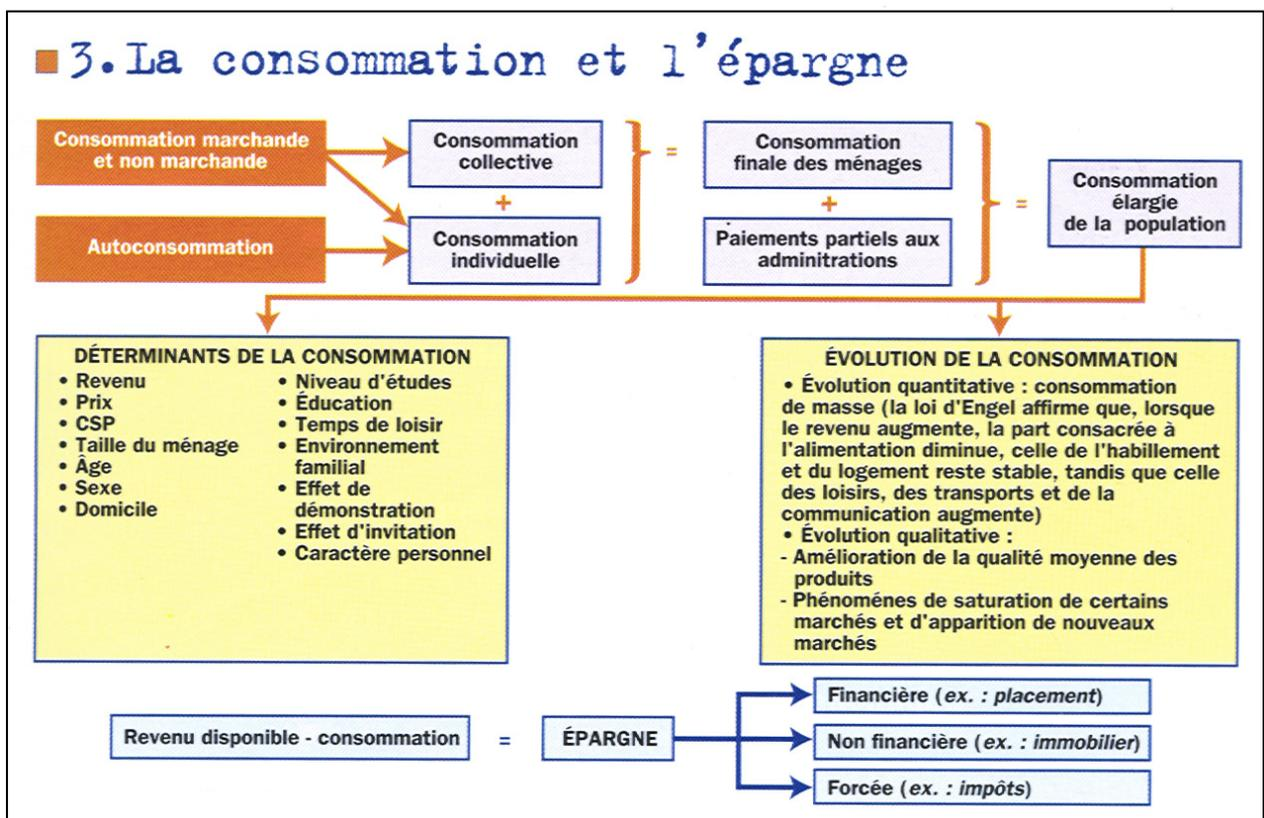 3. La consommation et l'épargne
Consommation marchande
et non marchande
Consommation
collective
=
Consommation
finale des ménages
+
+
=
Consommation
élargie
de la population
Autoconsommation
Consommation
individuelle
Paiements partiels aux
adminitrations
DÉTERMINANTS DE LA CONSOMMATION
• Revenu
• Prix
• CSP
• Taille du ménage
• Âge
• Sexe
• Domicile
• Niveau d'études
• Éducation
• Temps de loisir
• Environnement
familial
• Effet de
démonstration
• Effet d'invitation
• Caractère personnel
ÉVOLUTION DE LA CONSOMMATION
• Évolution quantitative : consommation
de masse (la loi d'Engel affirme que, lorsque
le revenu augmente, la part consacrée à
l'alimentation diminue, celle de l'habillement
et du logement reste stable, tandis que celle
des loisirs, des transports et de la
communication augmente)
• Évolution qualitative :
- Amélioration de la qualité moyenne des
produits
- Phénoménes de saturation de certains
marchés et d'apparition de nouveaux
marchés
Revenu disponible - consommation
=
ÉPARGNE
Financière (ex. : placement)
Non financière (ex. : immobilier)
Forcée (ex. : impôts)